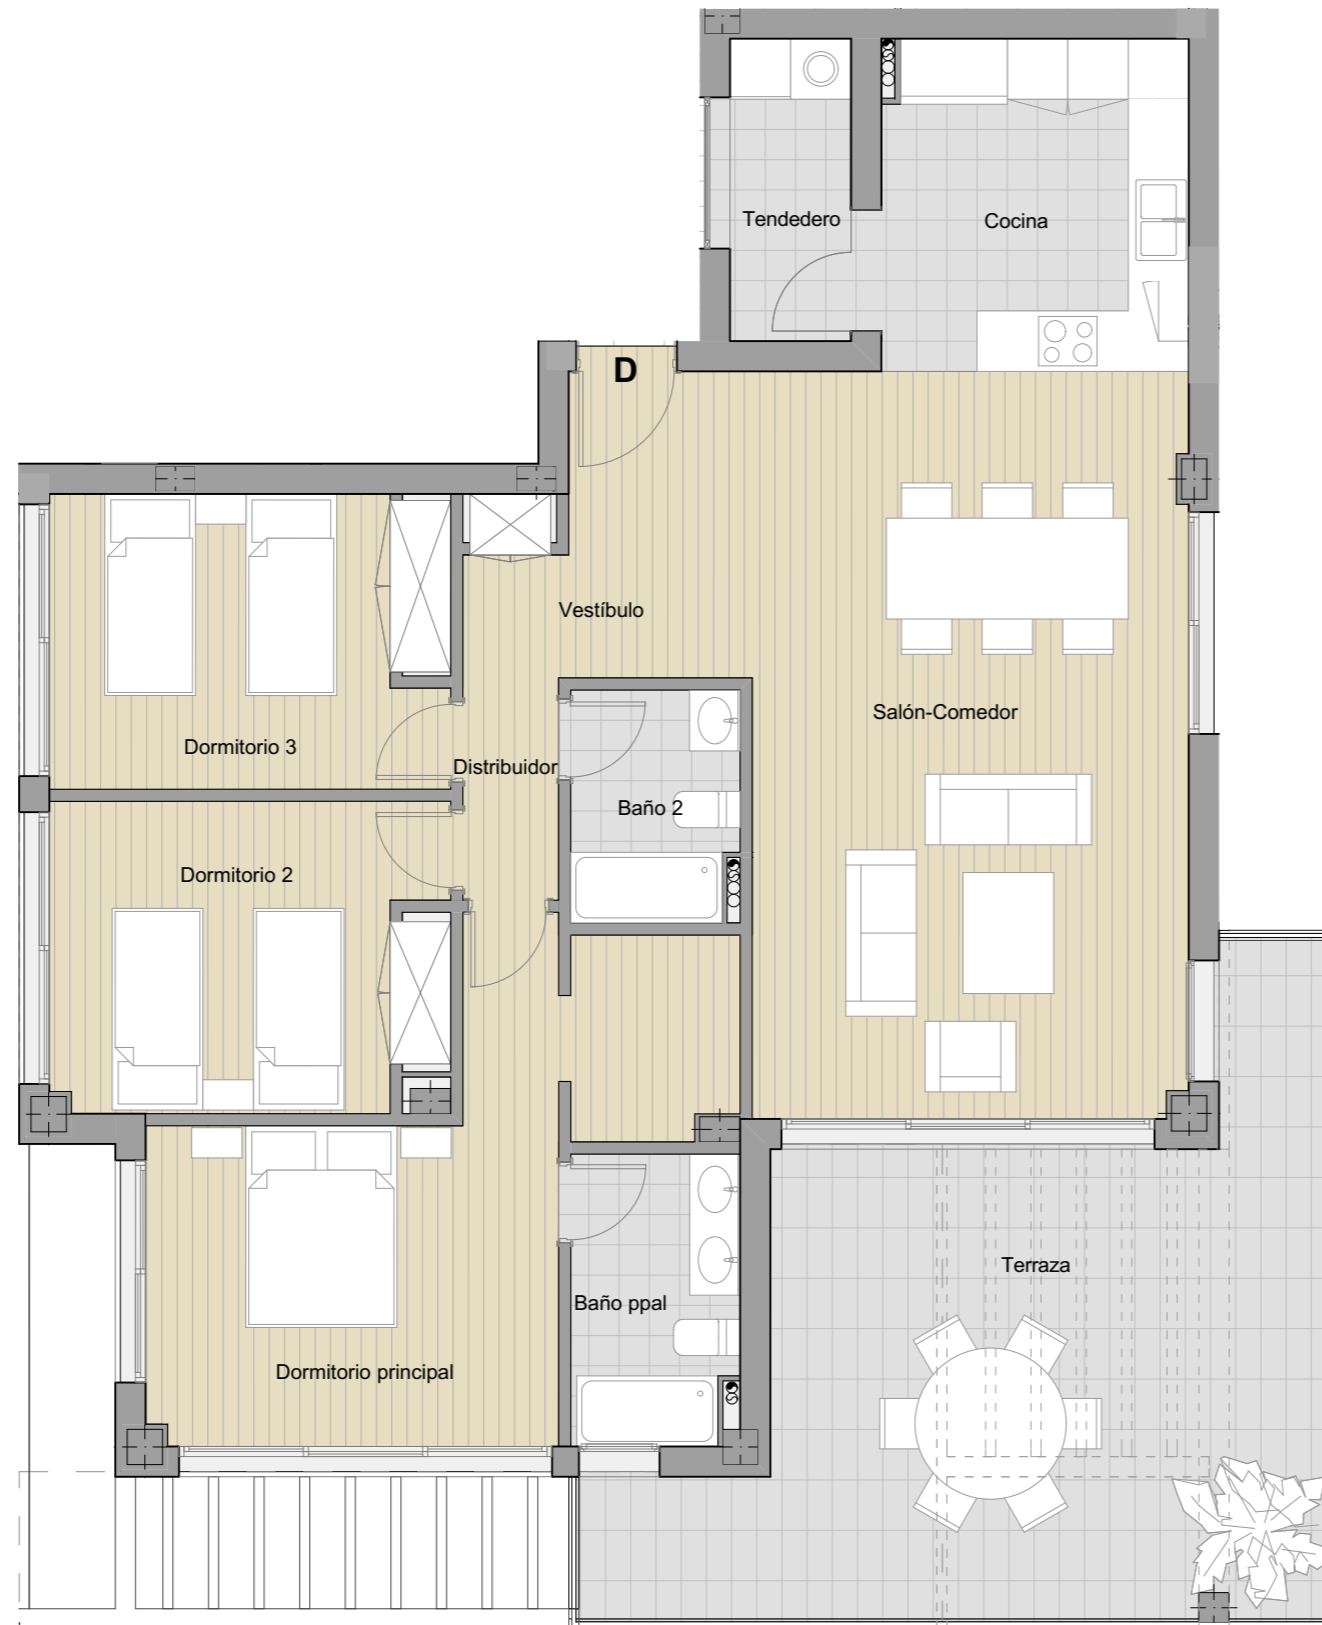 Tendedero
Cocina
D
Vestíbulo
Salón-Comedor
Dormitorio 3
Distribuidor
Baño 2
Dormitorio 2
Terraza
Baño ppal
Dormitorio principal